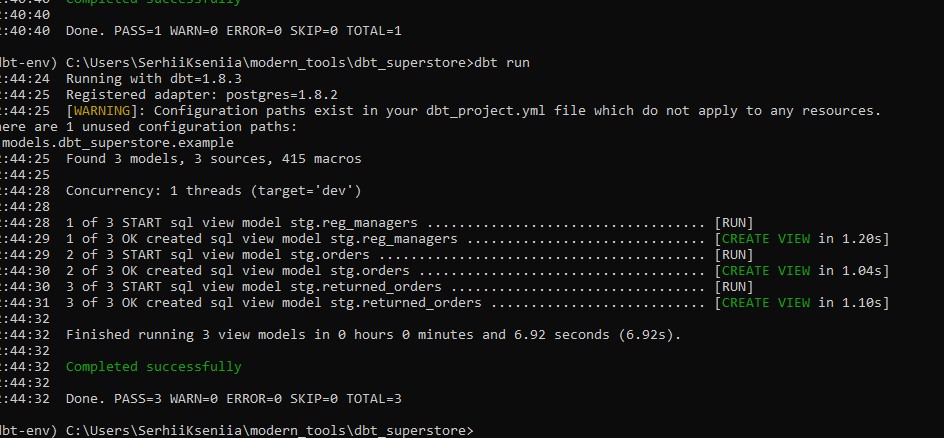 :40:40  Completed successfully
:40:40
:40:40  Done. PASS=1 WARN=0 ERROR=0 SKIP=0 TOTAL=1
dbt-env) C:\Users\SerhiiKseniia\modern_tools\dbt_superstore>dbt run
:44:24  Running with dbt=1.8.3
:44:25  Registered adapter: postgres=1.8.2
:44:25  [WARNING]: Configuration paths exist in your dbt_project.yml file which do not apply to any resources.
here are 1 unused configuration paths:
models.dbt_superstore.example
:44:25  Found 3 models, 3 sources, 415 macros
:44:25
:44:28  Concurrency: 1 threads (target='dev')
:44:28
:44:28  1 of 3 START sql view model stg.reg_managers .................................. [RUN]
:44:29  1 of 3 OK created sql view model stg.reg_managers ............................. [CREATE VIEW in 1.20s]
:44:29  2 of 3 START sql view model stg.orders ........................................ [RUN]
:44:30  2 of 3 OK created sql view model stg.orders ................................... [CREATE VIEW in 1.04s]
:44:30  3 of 3 START sql view model stg.returned_orders ............................... [RUN]
:44:31  3 of 3 OK created sql view model stg.returned_orders .......................... [CREATE VIEW in 1.10s]
:44:32
:44:32  Finished running 3 view models in 0 hours 0 minutes and 6.92 seconds (6.92s).
:44:32
:44:32  Completed successfully
:44:32
:44:32  Done. PASS=3 WARN=0 ERROR=0 SKIP=0 TOTAL=3
dbt-env) C:\Users\SerhiiKseniia\modern_tools\dbt_superstore>